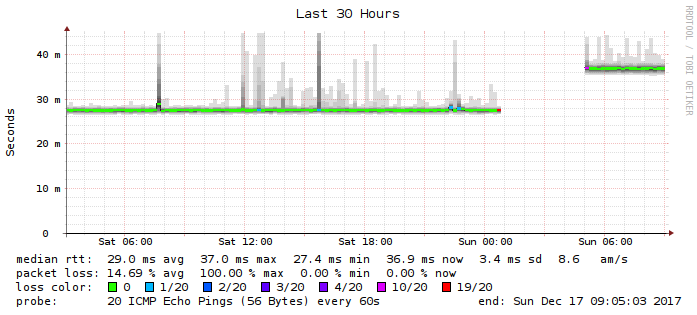 Last 30 Hours
RRDTOOL / TOBI OETIKER
Seconds
40 m
30 m
20 m
10 m
0
Sat 06:00 Sat 12:00 Sat 18:00 Sun 00:00 Sun 06:00
median rtt: 29.0 ms avg 37.0 ms max 27.4 ms min 36.9 ms now 3.4 ms sd 8.6 am/s
packet loss: 14.69 % avg 100.00 % max 0.00 % min 0.00 % now
loss color: 0 1/20 2/20 3/20 4/20 10/20 19/20
probe: 20 ICMP Echo Pings (56 Bytes) every 60s end: Sun Dec 17 09:05:03 2017